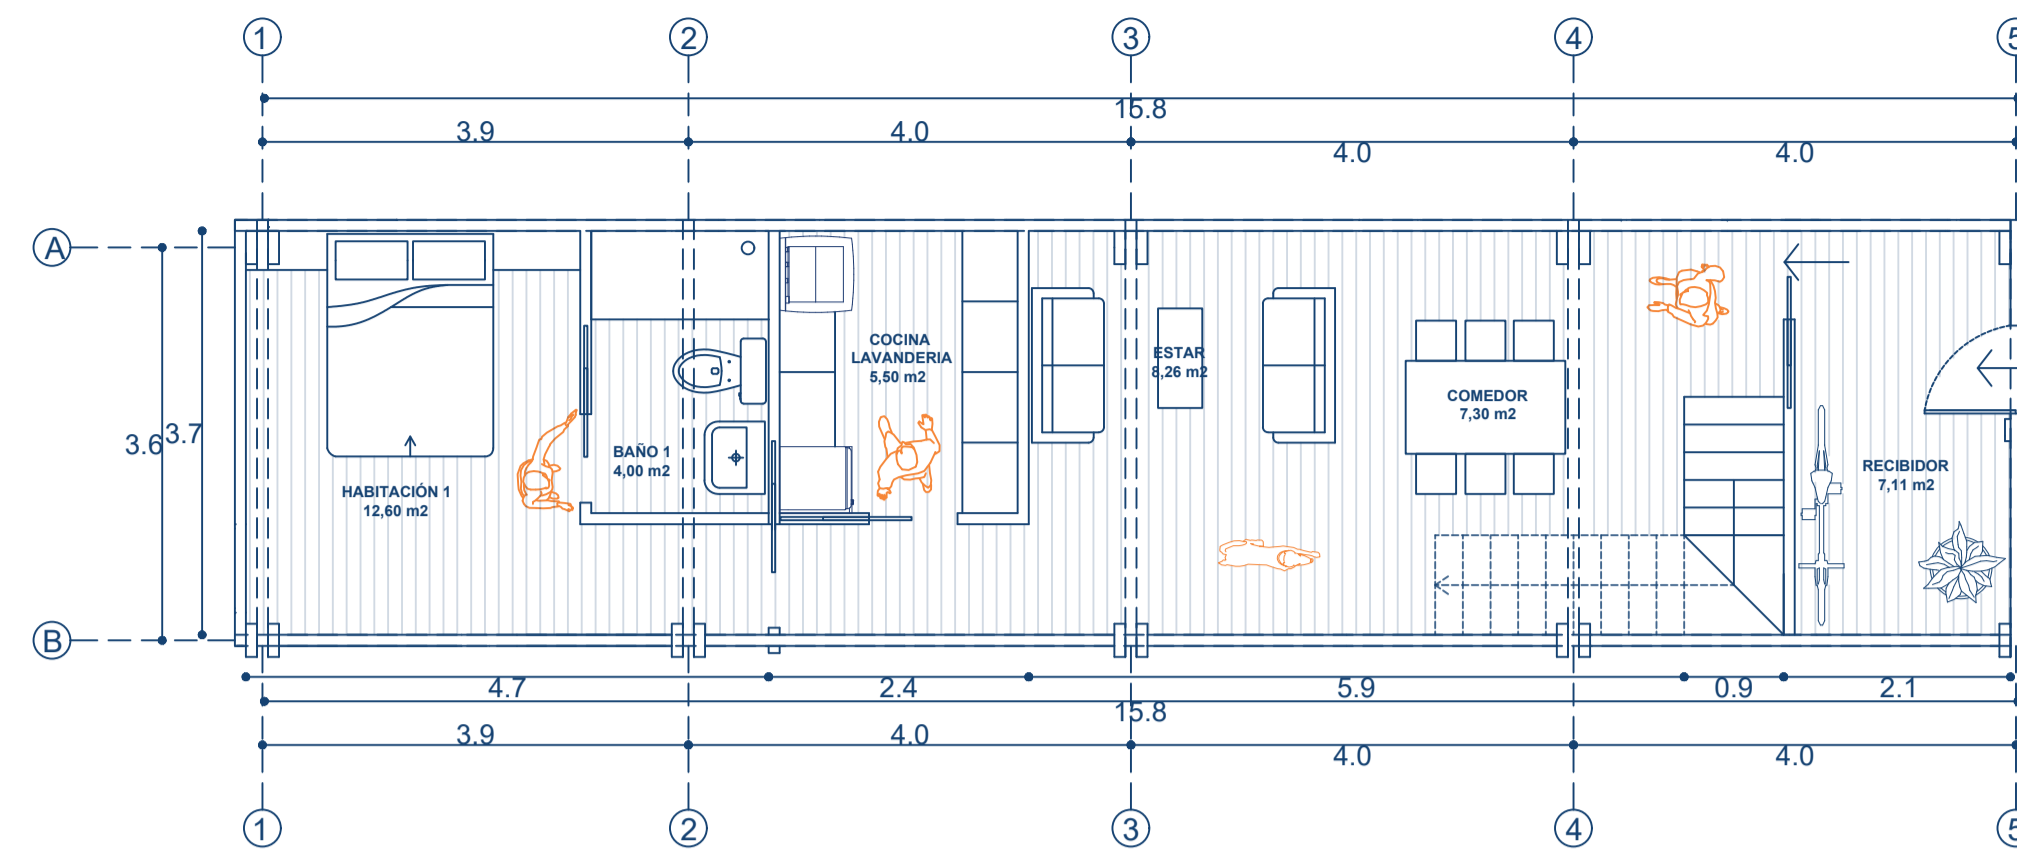 1 2 3 4 5
15.8
3.9 4.0 4.0 4.0
A
B
3.6 3.7
HABITACIÓN 1
12,60 m2
BAÑO 1
4,00 m2
COCINA
LAVANDERIA
5,50 m2
ESTAR
8,26 m2
COMEDOR
7,30 m2
RECIBIDOR
7,11 m2
4.7 2.4 5.9 0.9 2.1
15.8
3.9 4.0 4.0 4.0
1 2 3 4 5